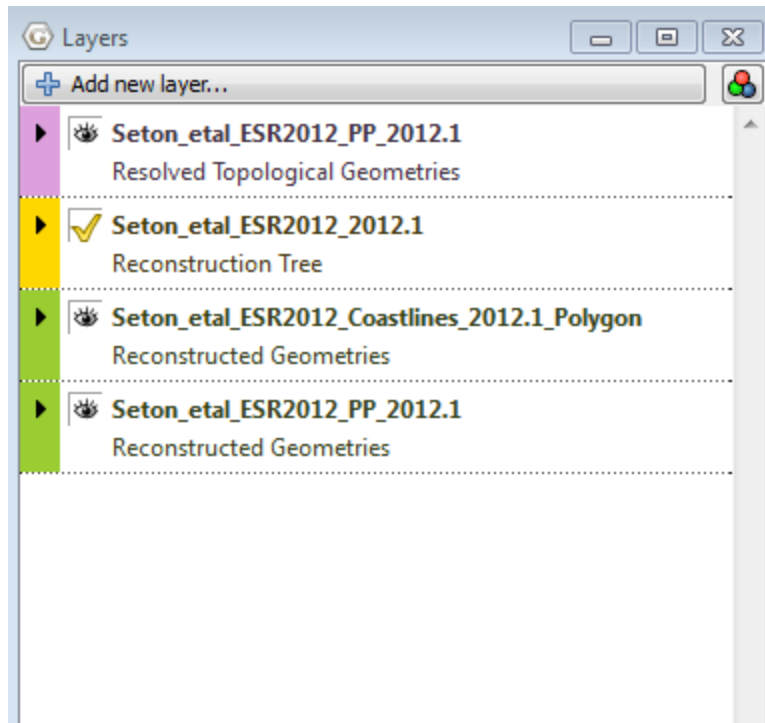 Layers
Add new layer...
Seton_etal_ESR2012_PP_2012.1
Resolved Topological Geometries
Seton_etal_ESR2012_2012.1
Reconstruction Tree
Seton_etal_ESR2012_Coastlines_2012.1_Polygon
Reconstructed Geometries
Seton_etal_ESR2012_PP_2012.1
Reconstructed Geometries